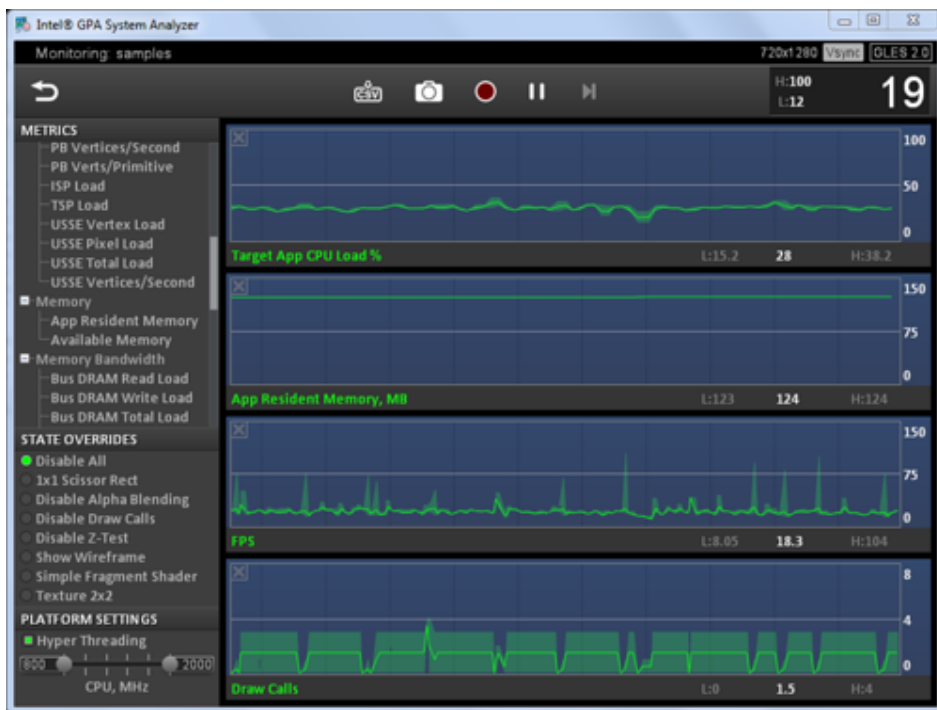 Intel® GPA System Analyzer
Monitoring: samples
720x1280 Vsync GLES 2.0
CSV
H:100
L:12
19
METRICS
PB Vertices/Second
PB Verts/Primitive
ISP Load
TSP Load
USSE Vertex Load
USSE Pixel Load
USSE Total Load
USSE Vertices/Second
Memory
App Resident Memory
Available Memory
Memory Bandwidth
Bus DRAM Read Load
Bus DRAM Write Load
Bus DRAM Total Load
STATE OVERRIDES
Disable All
1x1 Scissor Rect
Disable Alpha Blending
Disable Draw Calls
Disable Z-Test
Show Wireframe
Simple Fragment Shader
Texture 2x2
PLATFORM SETTINGS
Hyper Threading
800 2000
CPU, MHz
100
50
0
Target App CPU Load % L:15.2 28 H:38.2
150
75
0
App Resident Memory, MB L:123 124 H:124
150
75
0
FPS L:8.05 18.3 H:104
8
4
0
Draw Calls L:0 1.5 H:4